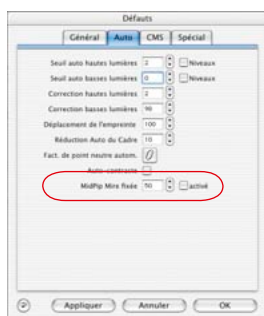 Défauts
Général Auto CMS Spécial
Seuil auto hautes lumières 2 Niveaux
Seuil auto basses lumières 0 Niveaux
Correction hautes lumières 2
Correction basses lumières 98
Déplacement de l'empreinte 100
Réduction Auto du Cadre 10
Fact. de point neutre autom. 0
Auto-contraste
MidPip Mire fixée 50 activé
Appliquer Annuler OK